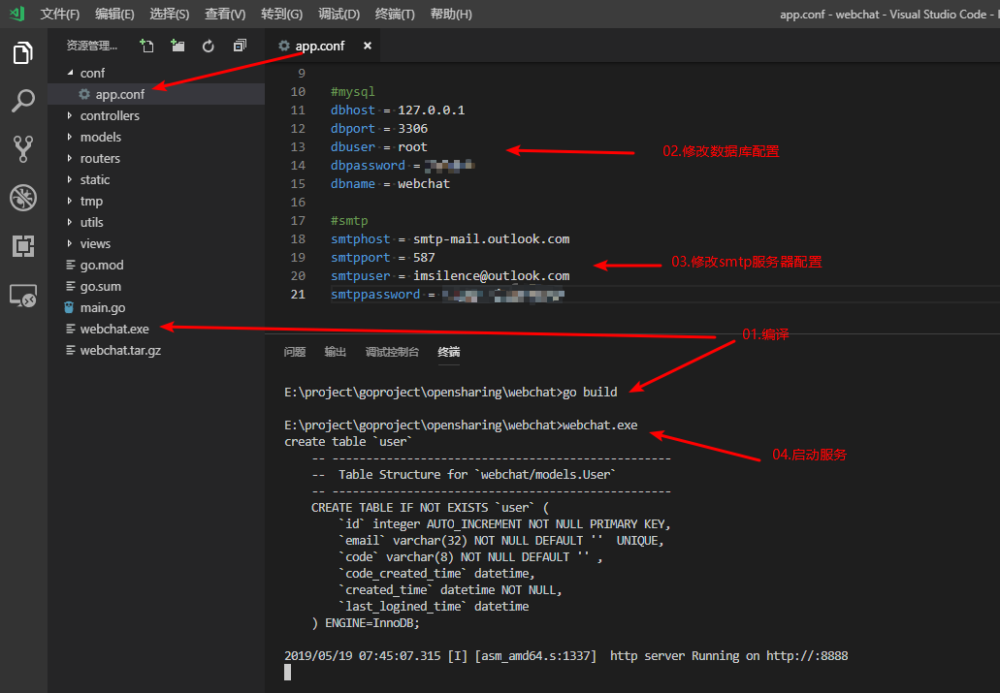 文件(F) 编辑(E) 选择(S) 查看(V) 转到(G) 调试(D) 终端(T) 帮助(H) app.conf - webchat - Visual Studio Code -
资源管理...
app.conf
conf
app.conf
controllers
models
routers
static
tmp
utils
views
go.mod
go.sum
main.go
webchat.exe
webchat.tar.gz
9
10 #mysql
11 dbhost = 127.0.0.1
12 dbport = 3306
13 dbuser = root
14 dbpassword =
15 dbname = webchat
16
17 #smtp
18 smtphost = smtp-mail.outlook.com
19 smtpport = 587
20 smtpuser = imsilence@outlook.com
21 smtppassword =
02.修改数据库配置
03.修改smtp服务器配置
01.编译
问题 输出 调试控制台 终端
E:\project\goproject\opensharing\webchat>go build
E:\project\goproject\opensharing\webchat>webchat.exe
04.启动服务
create table `user`
-- --------------------------------------------------
--  Table Structure for `webchat/models.User`
-- --------------------------------------------------
CREATE TABLE IF NOT EXISTS `user` (
`id` integer AUTO_INCREMENT NOT NULL PRIMARY KEY,
`email` varchar(32) NOT NULL DEFAULT ''  UNIQUE,
`code` varchar(8) NOT NULL DEFAULT '' ,
`code_created_time` datetime,
`created_time` datetime NOT NULL,
`last_logined_time` datetime
) ENGINE=InnoDB;
2019/05/19 07:45:07.315 [I] [asm_amd64.s:1337]  http server Running on http://:8888